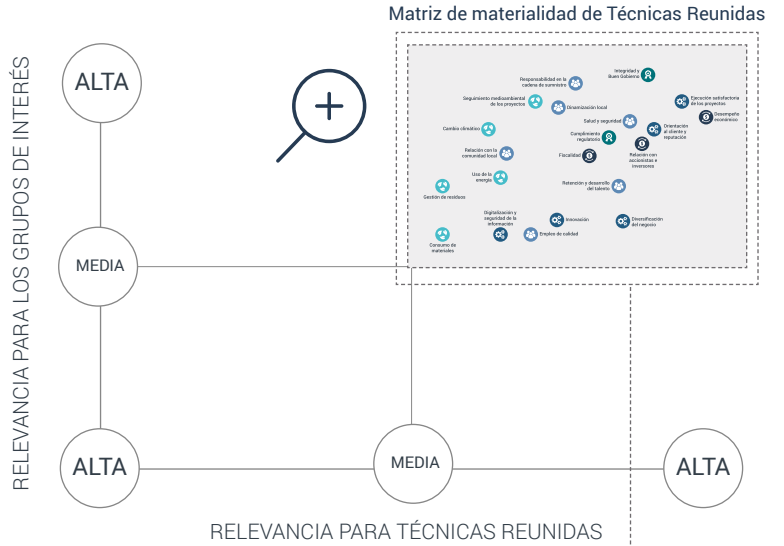 Matriz de materialidad de Técnicas Reunidas
RELEVANCIA PARA LOS GRUPOS DE INTERÉS
ALTA
Integridad y
Buen Gobierno
Responsabilidad en la
cadena de suministro
Seguimiento medioambiental
de los proyectos
Dinamización local
Ejecución satisfactoria
de los proyectos
Desempeño
económico
Salud y seguridad
Orientación
al cliente y
reputación
Cambio climático
Cumplimiento
regulatorio
Relación con la
comunidad local
Fiscalidad
Relación con
accionistas e
inversores
Uso de la
energía
Retención y desarrollo
del talento
Gestión de residuos
Digitalización y
seguridad de la
información
Innovación
Diversificación
del negocio
Empleo de calidad
Consumo de
materiales
MEDIA
ALTA
MEDIA
ALTA
RELEVANCIA PARA TÉCNICAS REUNIDAS